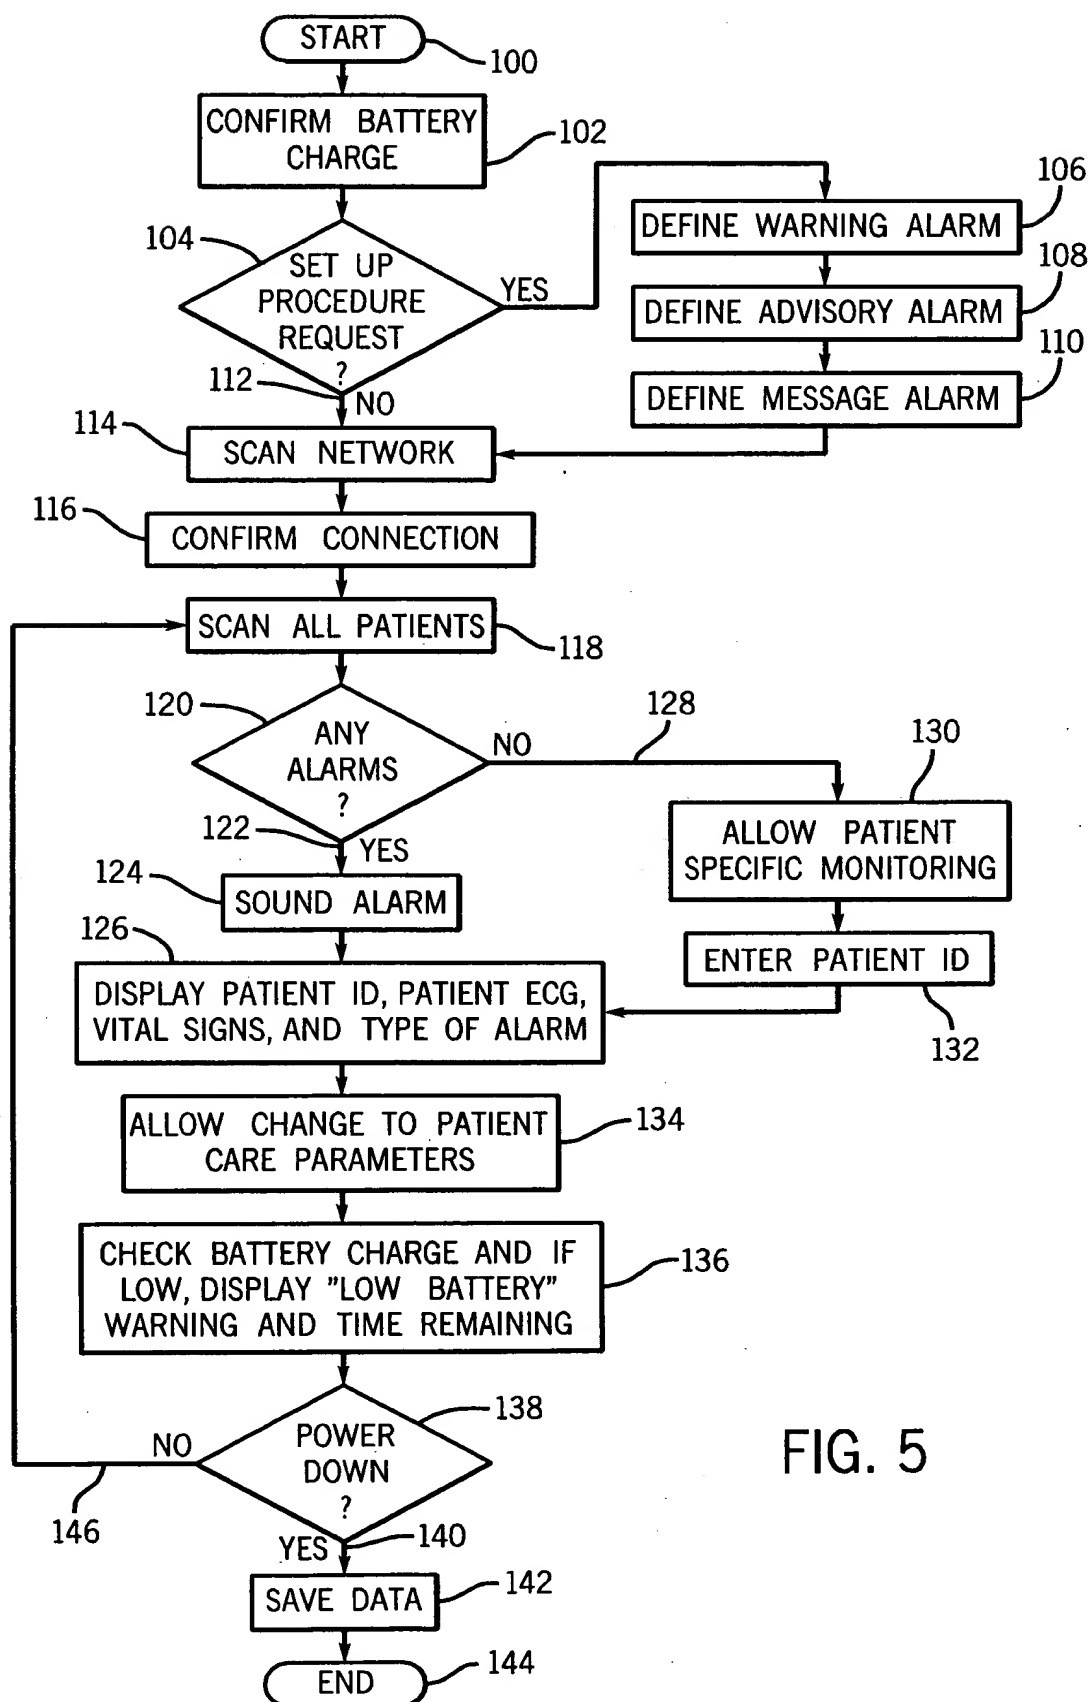 START
100
CONFIRM BATTERY
CHARGE
102
106
DEFINE WARNING ALARM
104
SET UP
PROCEDURE
REQUEST
?
YES
108
DEFINE ADVISORY ALARM
110
DEFINE MESSAGE ALARM
112
NO
114
SCAN NETWORK
116
CONFIRM CONNECTION
SCAN ALL PATIENTS
118
120
ANY
ALARMS
?
NO
128
130
ALLOW PATIENT
SPECIFIC MONITORING
122
YES
124
SOUND ALARM
ENTER PATIENT ID
132
126
DISPLAY PATIENT ID, PATIENT ECG,
VITAL SIGNS, AND TYPE OF ALARM
ALLOW CHANGE TO PATIENT
CARE PARAMETERS
134
CHECK BATTERY CHARGE AND IF
LOW, DISPLAY "LOW BATTERY"
WARNING AND TIME REMAINING
136
138
POWER
DOWN
?
NO
146
YES
140
SAVE DATA
142
END
144
FIG. 5